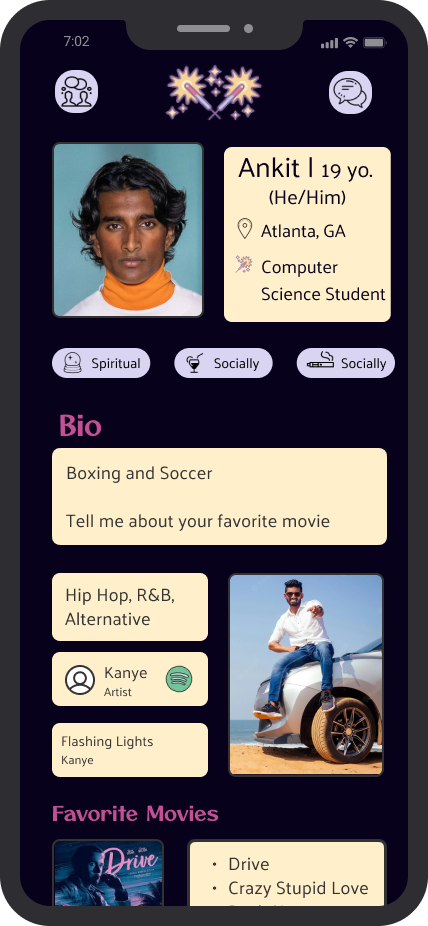 7:02
Ankit | 19 yo.
(He/Him)
Atlanta, GA
Computer
Science Student
Spiritual
Socially
Socially
Bio
Boxing and Soccer
Tell me about your favorite movie
Hip Hop, R&B,
Alternative
Kanye
Artist
Flashing Lights
Kanye
Favorite Movies
Drive
• Drive
• Crazy Stupid Love